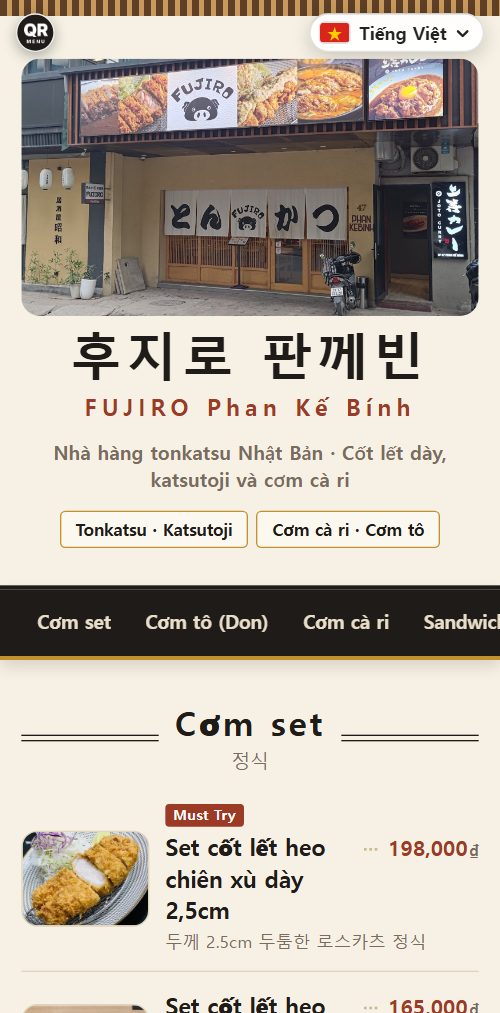 QR
MENU
Tiếng Việt
FUJIRO
とんかつ
FUJIRO
47
PHAN
KẾ BÍNH
후지로 판께빈
FUJIRO Phan Kế Bính
Nhà hàng tonkatsu Nhật Bản · Cốt lết dày,
katsutoji và cơm cà ri
Tonkatsu · Katsutoji
Cơm cà ri · Cơm tô
Cơm set
Cơm tô (Don)
Cơm cà ri
Sandwich
Cơm set
정식
Must Try
Set cốt lết heo
chiên xù dày
2,5cm
··· 198,000₫
두께 2.5cm 두툼한 로스카츠 정식
Set cốt lết heo
··· 165,000₫